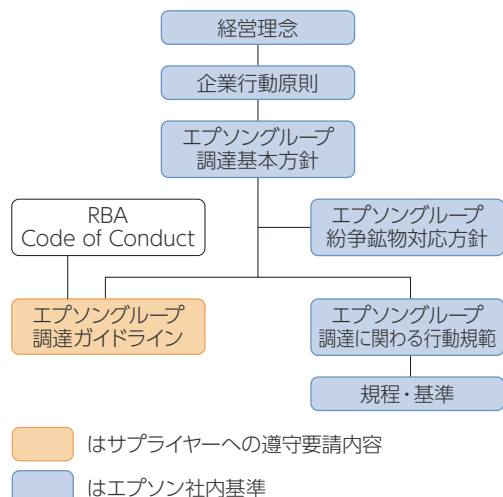 経営理念
企業行動原則
エプソングループ
調達基本方針
RBA
Code of Conduct
エプソングループ
紛争鉱物対応方針
エプソングループ
調達ガイドライン
エプソングループ
調達に関わる行動規範
規程・基準
はサプライヤーへの遵守要請内容
はエプソン社内基準